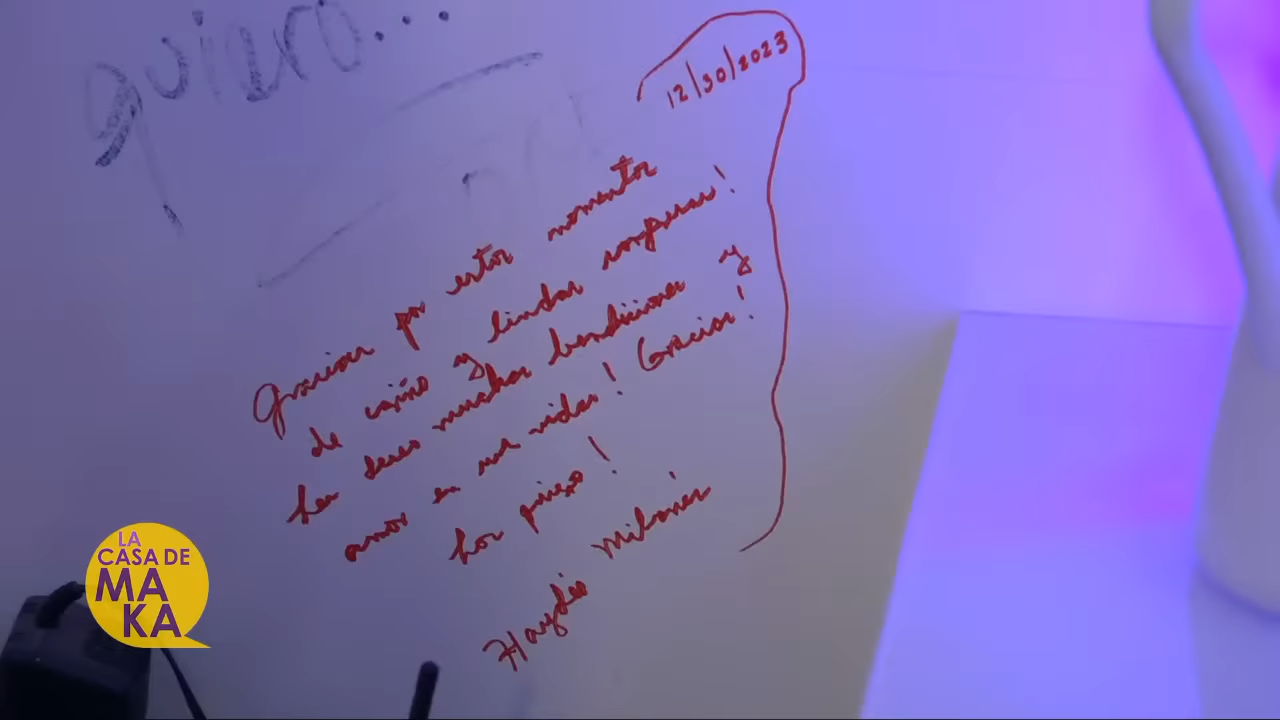 quiero...
12/30/2023
Gracias por estos momentos
de cariño y lindas sorpresas!
Les deseo muchas bendiciones y
amor en sus vidas! Gracias!
Los quiero!
Haydée Milanés
LA
CASA DE
MA
KA